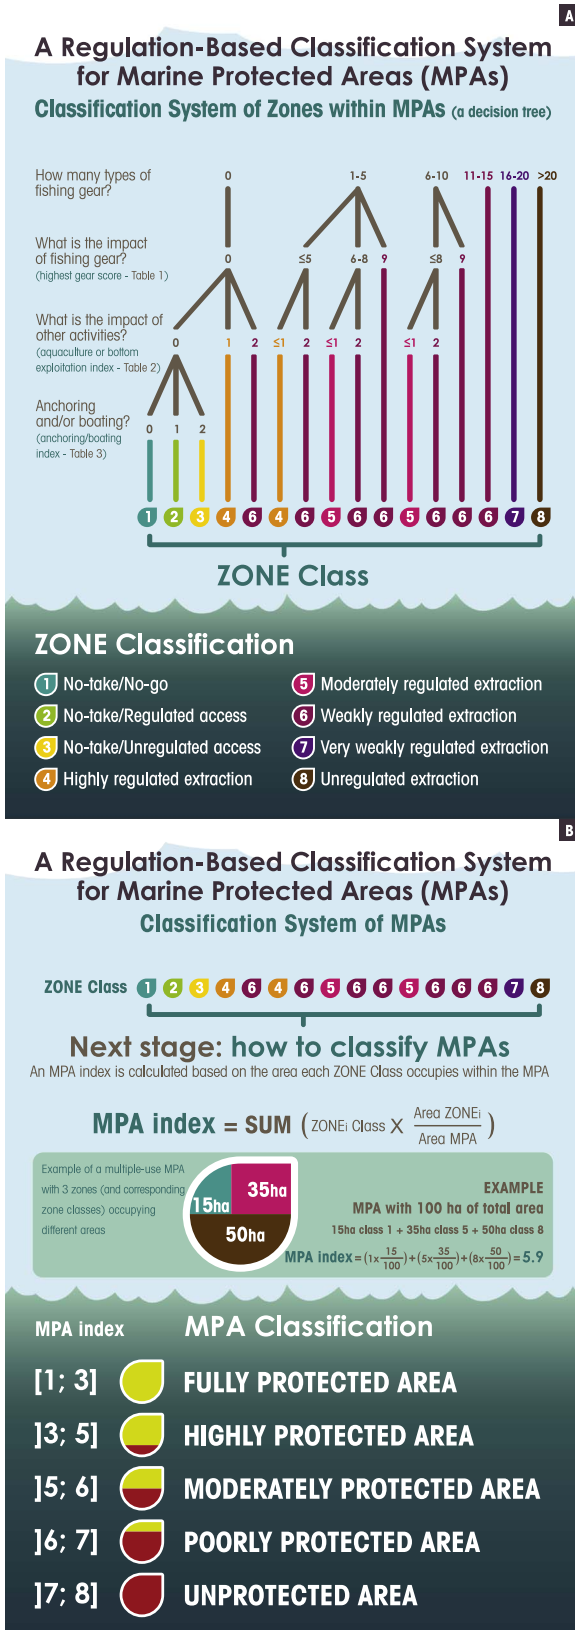 A
A Regulation-Based Classification System
for Marine Protected Areas (MPAs)
Classification System of Zones within MPAs (a decision tree)
How many types of
fishing gear?
0 1-5 6-10 11-15 16-20 >20
What is the impact
of fishing gear?
(highest gear score - Table 1)
0 ≤5 6-8 9 ≤8 9
What is the impact of
other activities?
(aquaculture or bottom
exploitation index - Table 2)
0 1 2 ≤1 2 ≤1 2 ≤1 2
Anchoring
and/or boating?
(anchoring/boating
index - Table 3)
0 1 2
1 2 3 4 6 4 6 5 6 6 5 6 6 6 7 8
ZONE Class
ZONE Classification
1 No-take/No-go
2 No-take/Regulated access
3 No-take/Unregulated access
4 Highly regulated extraction
5 Moderately regulated extraction
6 Weakly regulated extraction
7 Very weakly regulated extraction
8 Unregulated extraction
B
A Regulation-Based Classification System
for Marine Protected Areas (MPAs)
Classification System of MPAs
ZONE Class 1 2 3 4 6 4 6 5 6 6 5 6 6 6 7 8
Next stage: how to classify MPAs
An MPA index is calculated based on the area each ZONE Class occupies within the MPA
MPA index = SUM ( ZONEi Class X Area ZONEi / Area MPA )
Example of a multiple-use MPA
with 3 zones (and corresponding
zone classes) occupying
different areas
15ha
35ha
50ha
EXAMPLE
MPA with 100 ha of total area
15ha class 1 + 35ha class 5 + 50ha class 8
MPA index = (1x 15/100) + (5x 35/100) + (8x 50/100) = 5.9
MPA index MPA Classification
[1; 3] FULLY PROTECTED AREA
]3; 5] HIGHLY PROTECTED AREA
]5; 6] MODERATELY PROTECTED AREA
]6; 7] POORLY PROTECTED AREA
]7; 8] UNPROTECTED AREA